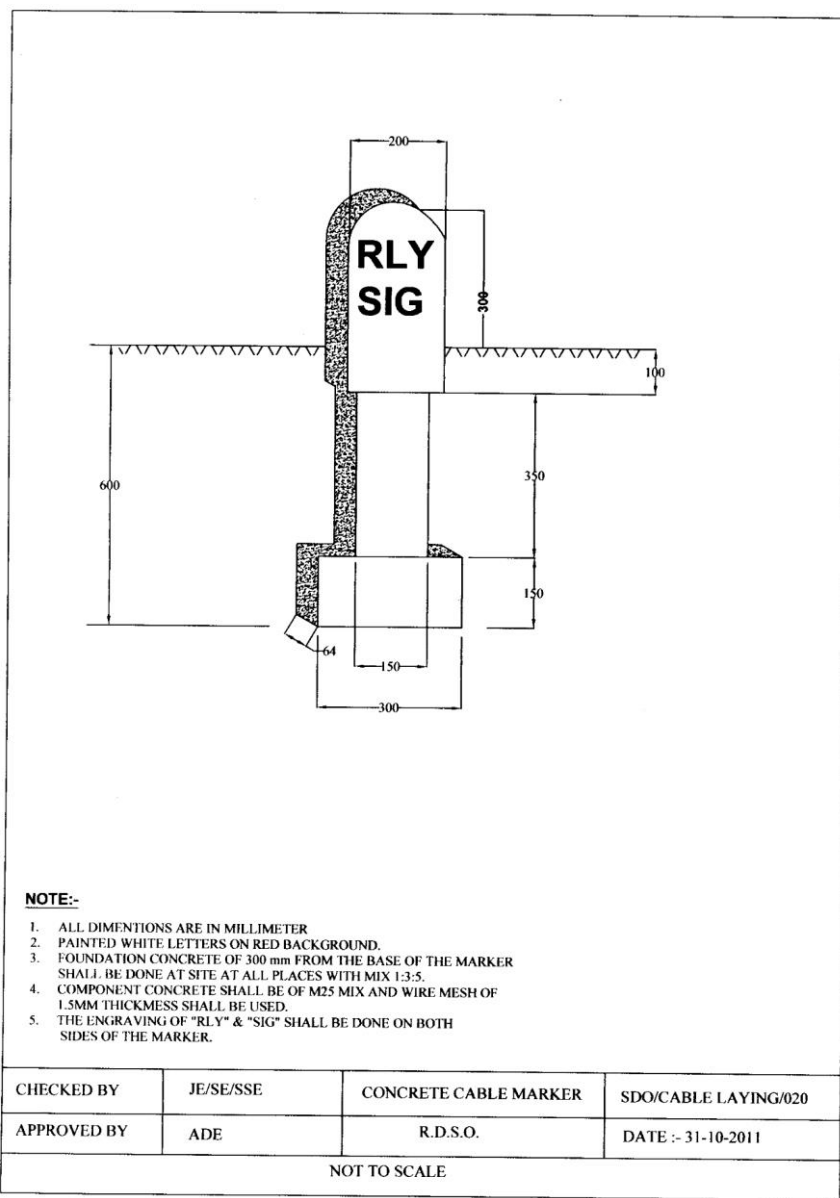 200
RLY
SIG
300
100
600
350
150
64
150
300
NOTE:-
1. ALL DIMENTIONS ARE IN MILLIMETER
2. PAINTED WHITE LETTERS ON RED BACKGROUND.
3. FOUNDATION CONCRETE OF 300 mm FROM THE BASE OF THE MARKER
SHALL BE DONE AT SITE AT ALL PLACES WITH MIX 1:3:5.
4. COMPONENT CONCRETE SHALL BE OF M25 MIX AND WIRE MESH OF
1.5MM THICKMESS SHALL BE USED.
5. THE ENGRAVING OF "RLY" & "SIG" SHALL BE DONE ON BOTH
SIDES OF THE MARKER.
CHECKED BY JE/SE/SSE CONCRETE CABLE MARKER SDO/CABLE LAYING/020
APPROVED BY ADE R.D.S.O. DATE :- 31-10-2011
NOT TO SCALE